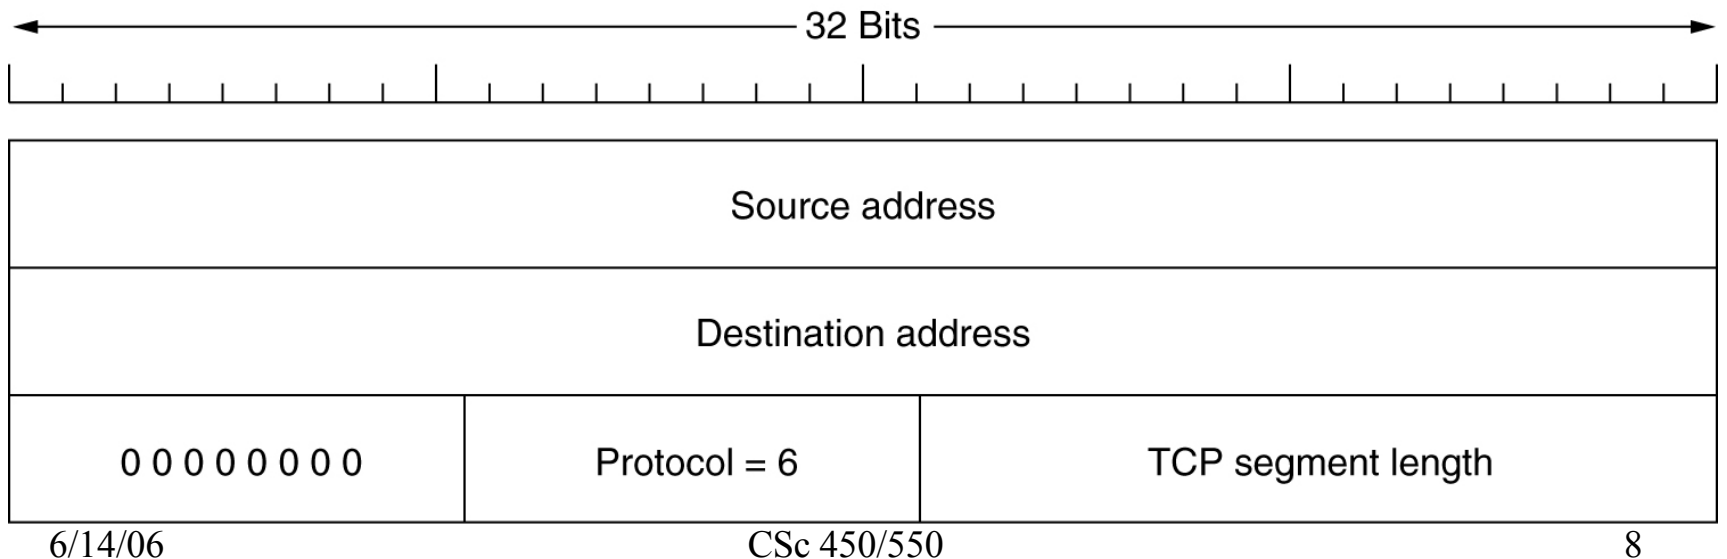 32 Bits
Source address
Destination address
0 0 0 0 0 0 0 0 Protocol = 6 TCP segment length
6/14/06 CSc 450/550 8